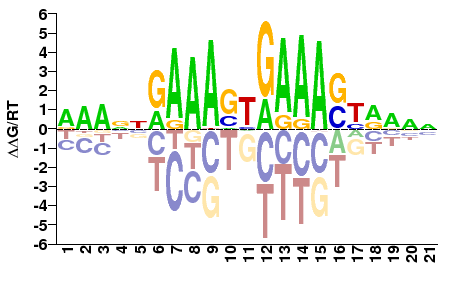 6
5
4
3
2
1
0
-1
-2
-3
-4
-5
-6
ΔΔG/RT
A A A G T G A A A G T G A A A G T A A A A
T C C T T A G A T C C A G G G C C G
C C C T C T T C T G C C C C A G C
T C C G T T T G T T
1 2 3 4 5 6 7 8 9 10 11 12 13 14 15 16 17 18 19 20 21